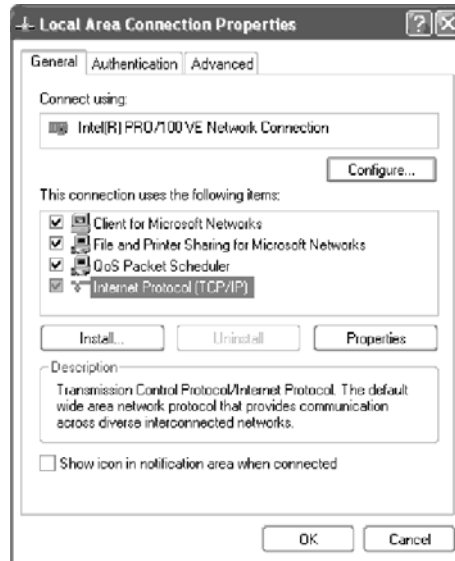 Local Area Connection Properties
General Authentication Advanced
Connect using:
Intel(R) PRO/100 VE Network Connection
Configure...
This connection uses the following items:
Client for Microsoft Networks
File and Printer Sharing for Microsoft Networks
QoS Packet Scheduler
Internet Protocol (TCP/IP)
Install... Uninstall Properties
Description
Transmission Control Protocol/Internet Protocol. The default
wide area network protocol that provides communication
across diverse interconnected networks.
Show icon in notification area when connected
OK Cancel